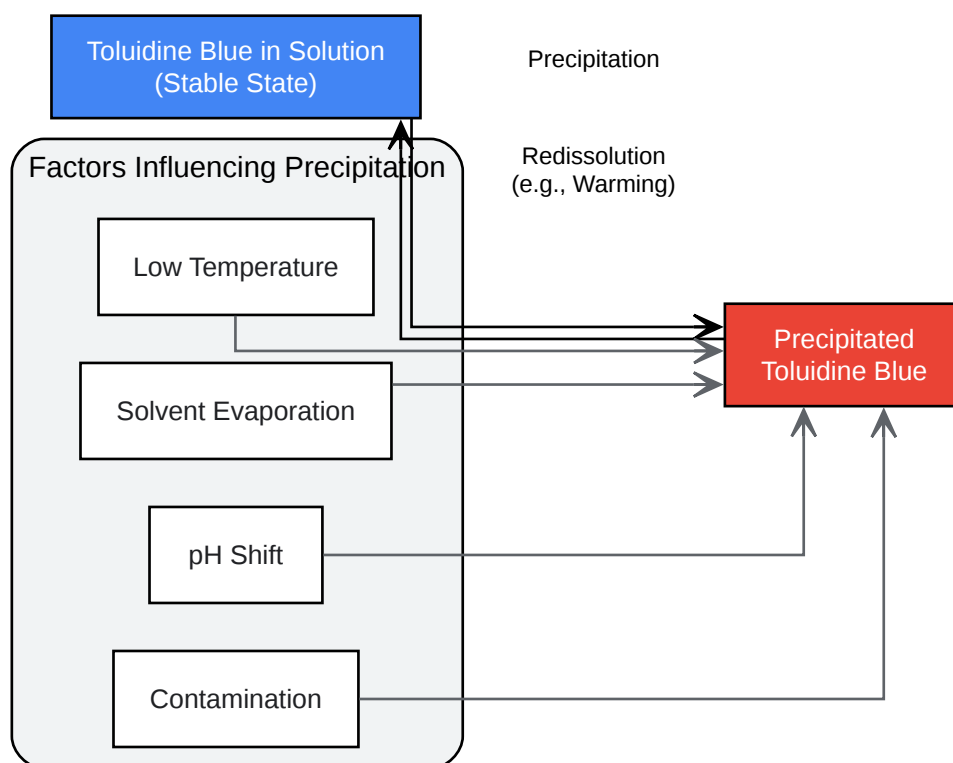 Toluidine Blue in Solution
(Stable State)
Precipitation
Factors Influencing Precipitation
Redissolution
(e.g., Warming)
Low Temperature
Precipitated
Toluidine Blue
Solvent Evaporation
pH Shift
Contamination